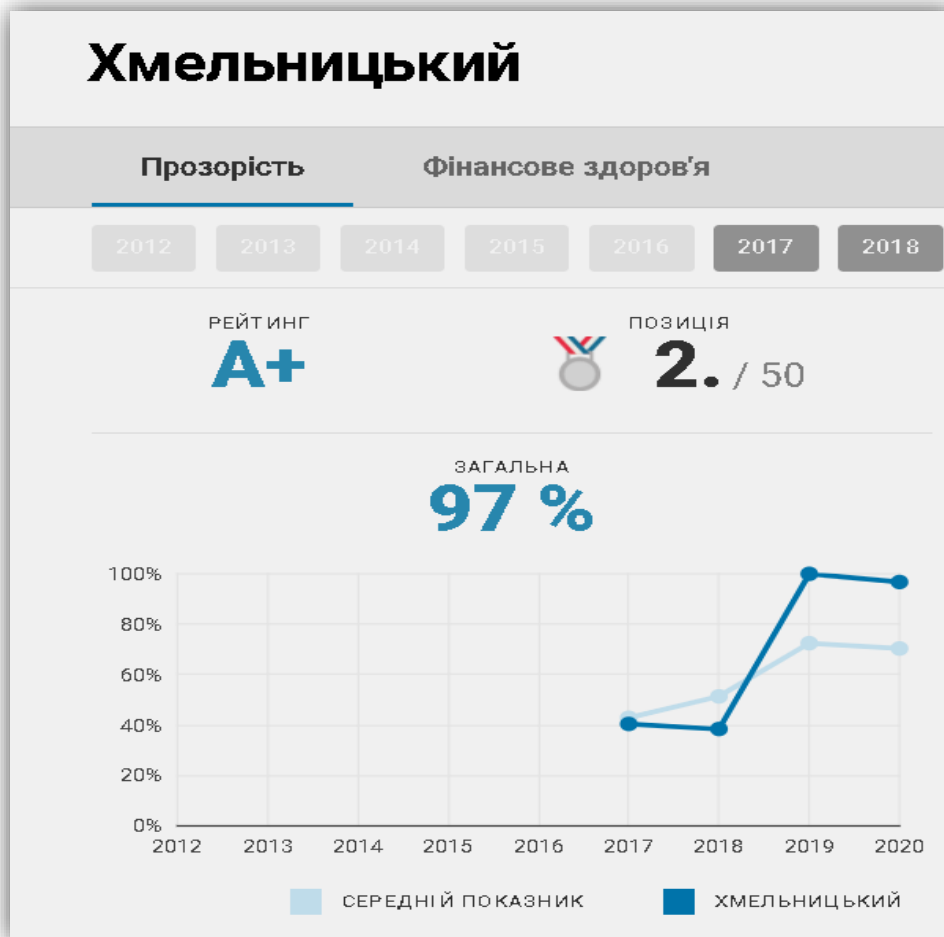 Хмельницький
Прозорість Фінансове здоров'я
2012 2013 2014 2015 2016 2017 2018
РЕЙТИНГ ПОЗИЦІЯ
A+ 2. / 50
ЗАГАЛЬНА
97 %
100%
80%
60%
40%
20%
0%
2012 2013 2014 2015 2016 2017 2018 2019 2020
СЕРЕДНІЙ ПОКАЗНИК ХМЕЛЬНИЦЬКИЙ